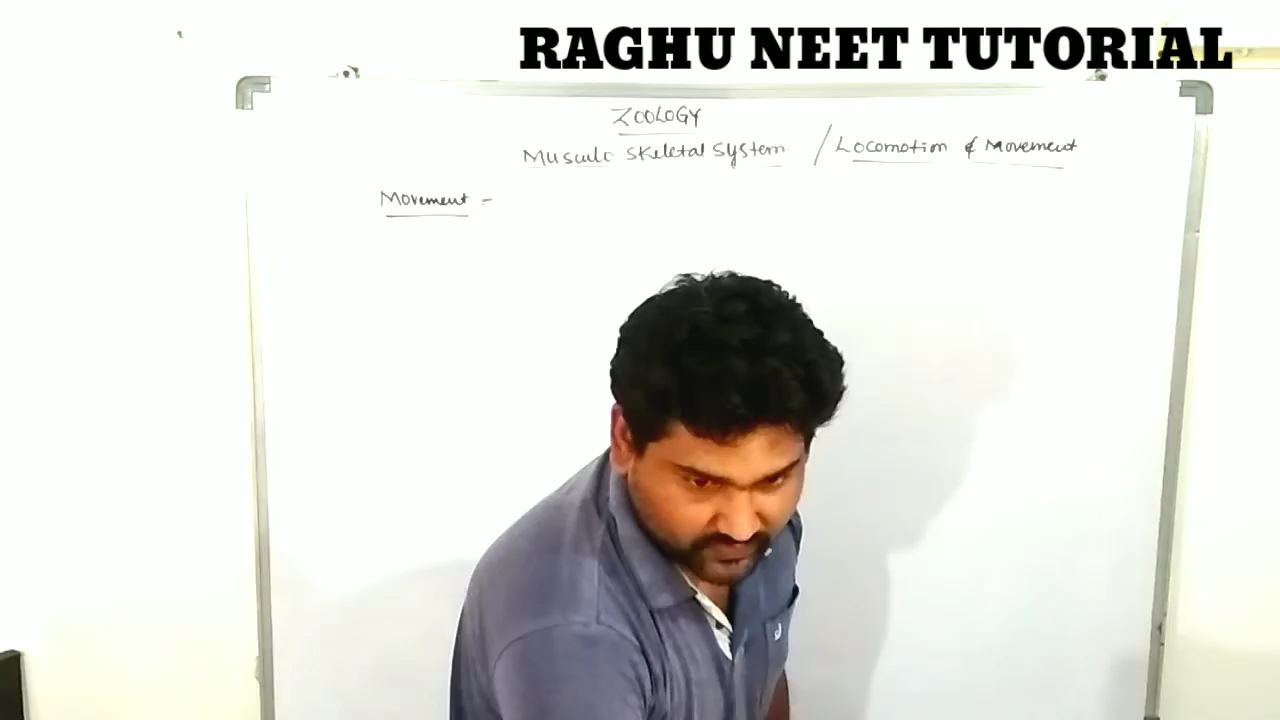 RAGHU NEET TUTORIAL
ZOOLOGY
Musculo Skeletal System / Locomotion & Movement
Movement -